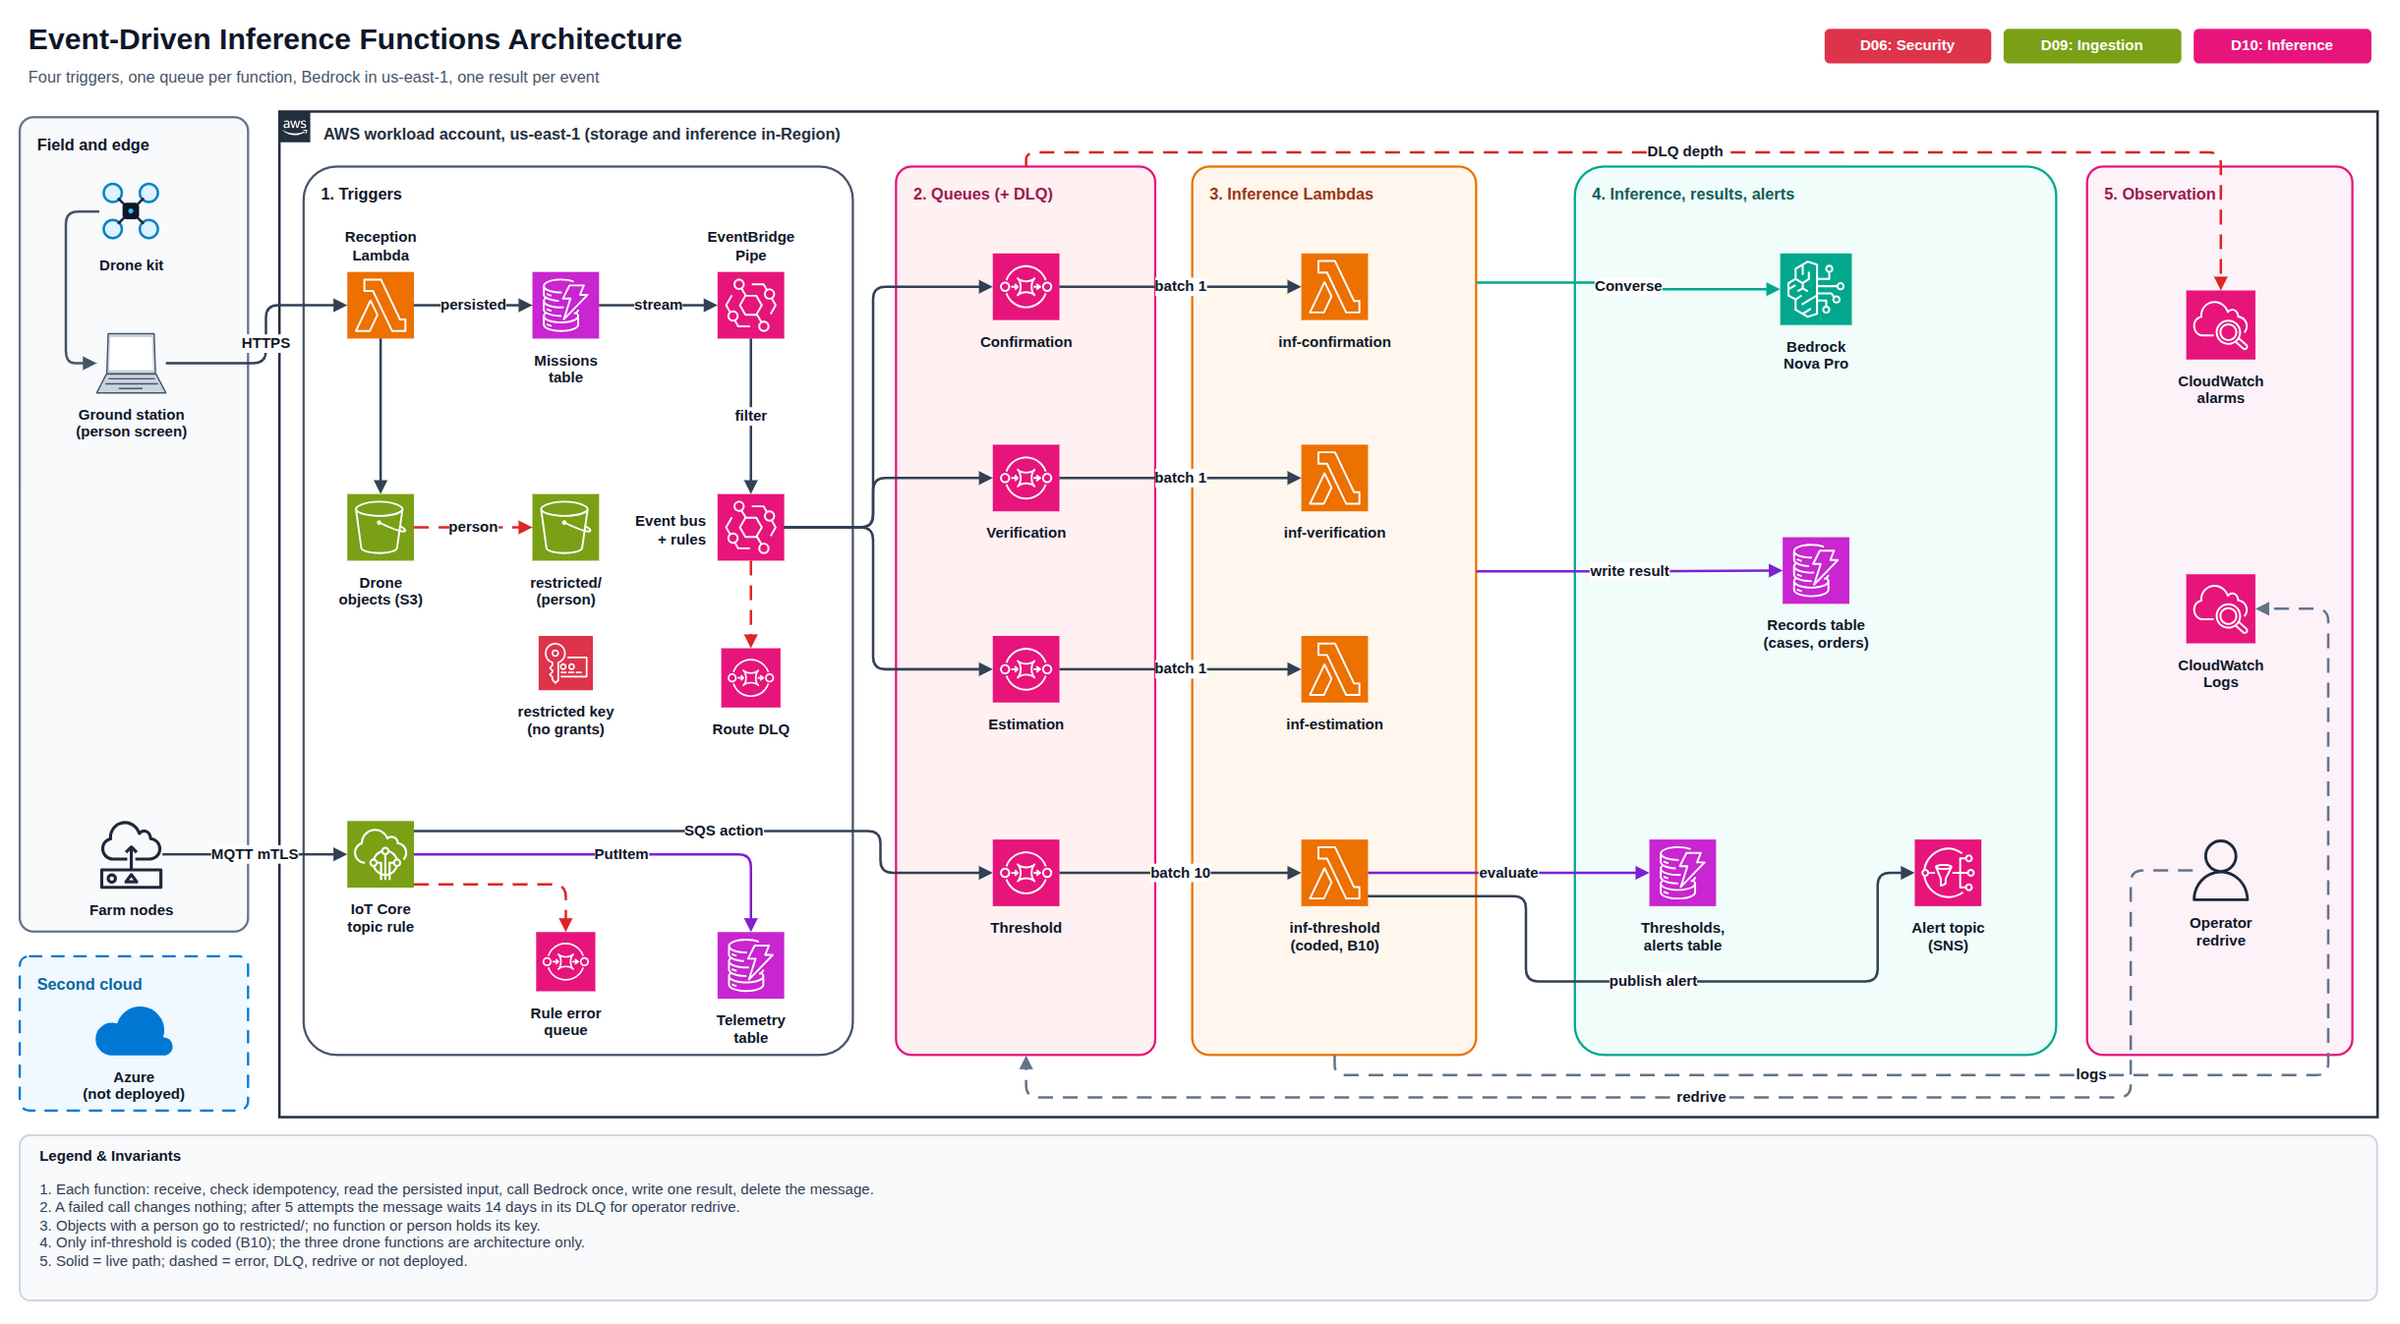 Event-Driven Inference Functions Architecture
Four triggers, one queue per function, Bedrock in us-east-1, one result per event
D06: Security
D09: Ingestion
D10: Inference
Field and edge
Drone kit
Ground station
(person screen)
Farm nodes
HTTPS
MQTT mTLS
Second cloud
Azure
(not deployed)
aws
AWS workload account, us-east-1 (storage and inference in-Region)
1. Triggers
Reception
Lambda
persisted
Missions
table
stream
EventBridge
Pipe
filter
Drone
objects (S3)
person
restricted/
(person)
Event bus
+ rules
restricted key
(no grants)
Route DLQ
IoT Core
topic rule
SQS action
PutItem
Rule error
queue
Telemetry
table
2. Queues (+ DLQ)
Confirmation
Verification
Estimation
Threshold
batch 1
batch 1
batch 1
batch 10
3. Inference Lambdas
inf-confirmation
inf-verification
inf-estimation
inf-threshold
(coded, B10)
DLQ depth
4. Inference, results, alerts
Converse
Bedrock
Nova Pro
write result
Records table
(cases, orders)
evaluate
Thresholds,
alerts table
Alert topic
(SNS)
publish alert
5. Observation
CloudWatch
alarms
CloudWatch
Logs
Operator
redrive
logs
redrive
Legend & Invariants
1. Each function: receive, check idempotency, read the persisted input, call Bedrock once, write one result, delete the message.
2. A failed call changes nothing; after 5 attempts the message waits 14 days in its DLQ for operator redrive.
3. Objects with a person go to restricted/; no function or person holds its key.
4. Only inf-threshold is coded (B10); the three drone functions are architecture only.
5. Solid = live path; dashed = error, DLQ, redrive or not deployed.